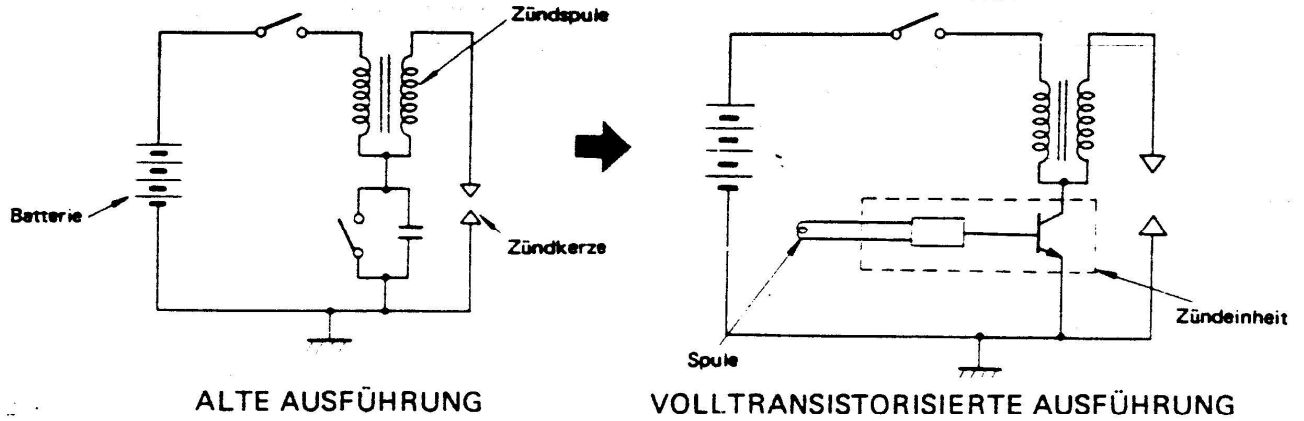 Zündspule
Batterie
Zündkerze
ALTE AUSFÜHRUNG
Spule
Zündeinheit
VOLLTRANSISTORISIERTE AUSFÜHRUNG